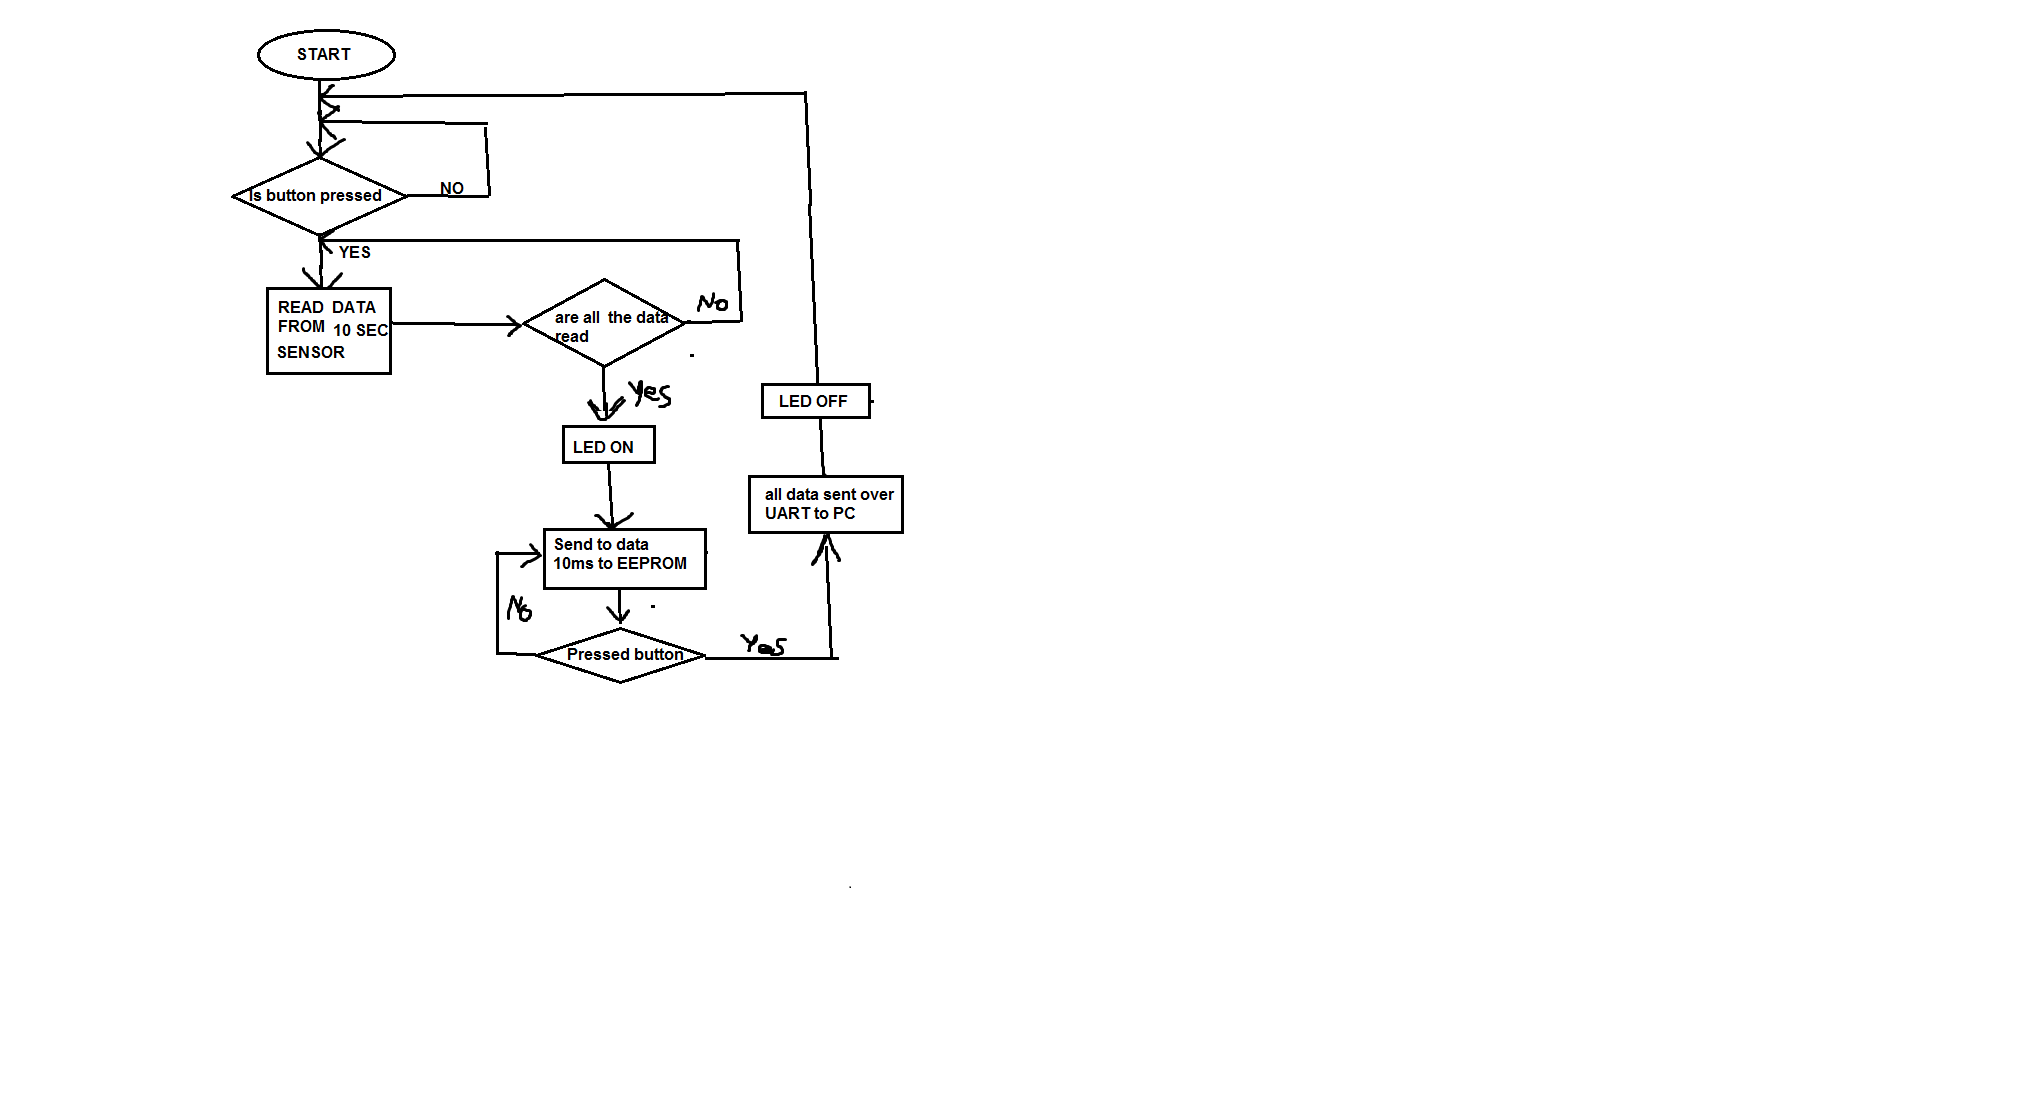 START
Is button pressed
NO
YES
READ DATA
FROM 10 SEC
SENSOR
are all the data
read
No
Yes
LED ON
Send to data
10ms to EEPROM
No
Pressed button
Yes
all data sent over
UART to PC
LED OFF